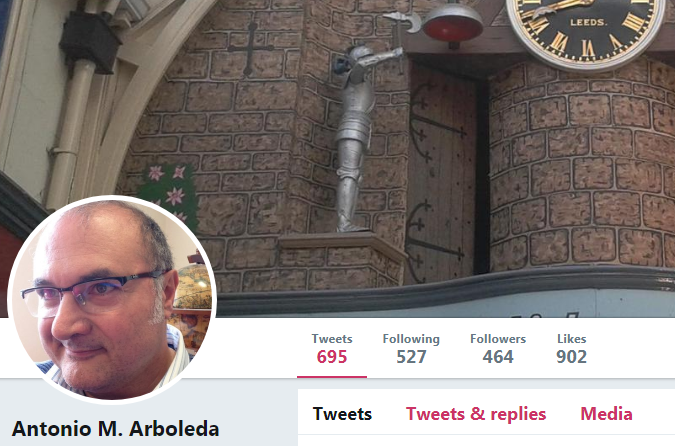 LEEDS.
Tweets Following Followers Likes
695 527 464 902
Antonio M. Arboleda
Tweets Tweets & replies Media